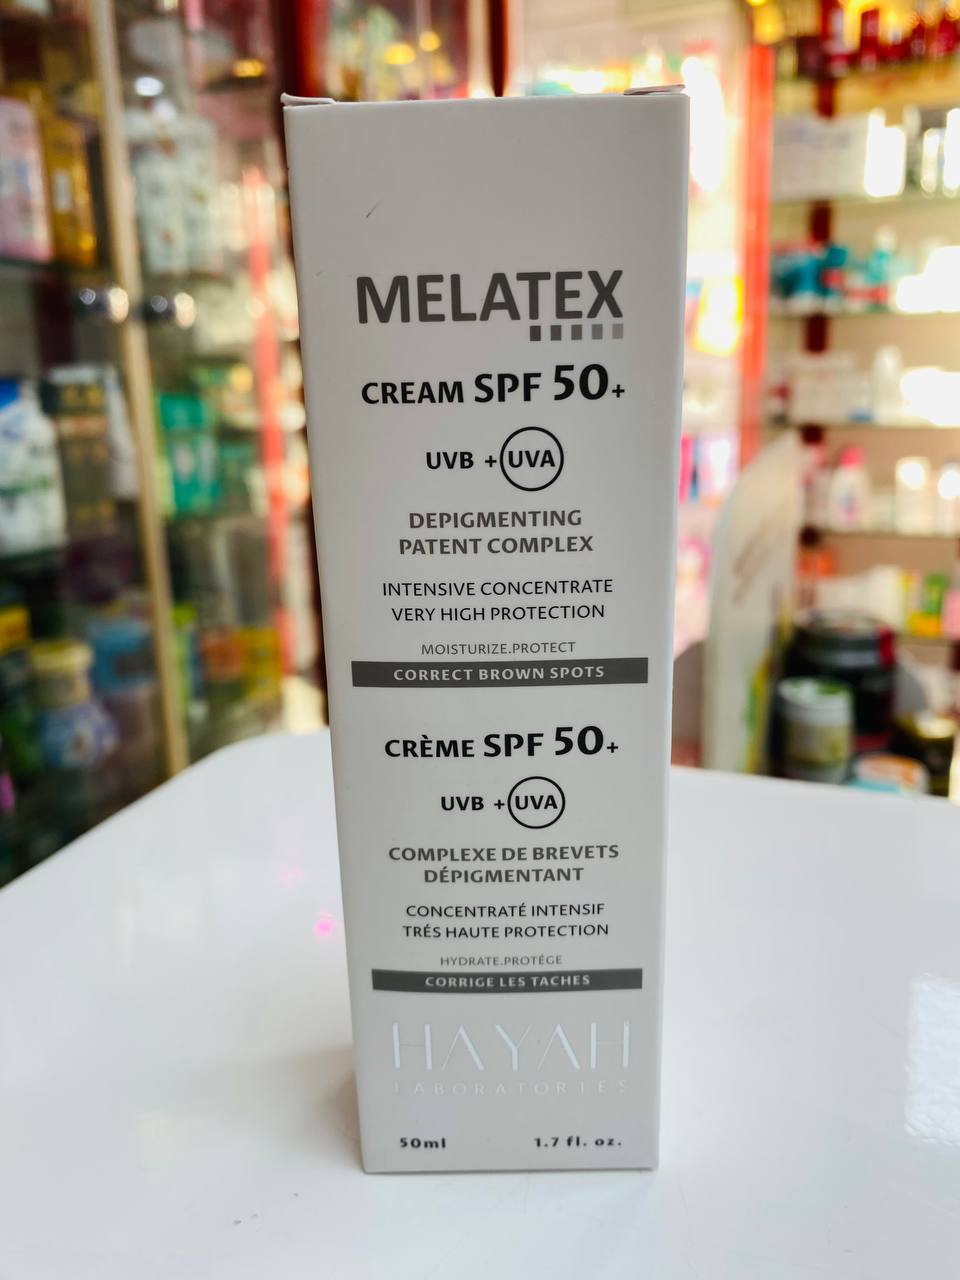 MELATEX
CREAM SPF 50+
UVB + UVA
DEPIGMENTING
PATENT COMPLEX
INTENSIVE CONCENTRATE
VERY HIGH PROTECTION
MOISTURIZE.PROTECT
CORRECT BROWN SPOTS
CRÈME SPF 50+
UVB + UVA
COMPLEXE DE BREVETS
DÉPIGMENTANT
CONCENTRATÉ INTENSIF
TRÉS HAUTE PROTECTION
HYDRATE.PROTÉGE
CORRIGE LES TACHES
HAYAH
LABORATORIES
50ml 1.7 fl. oz.